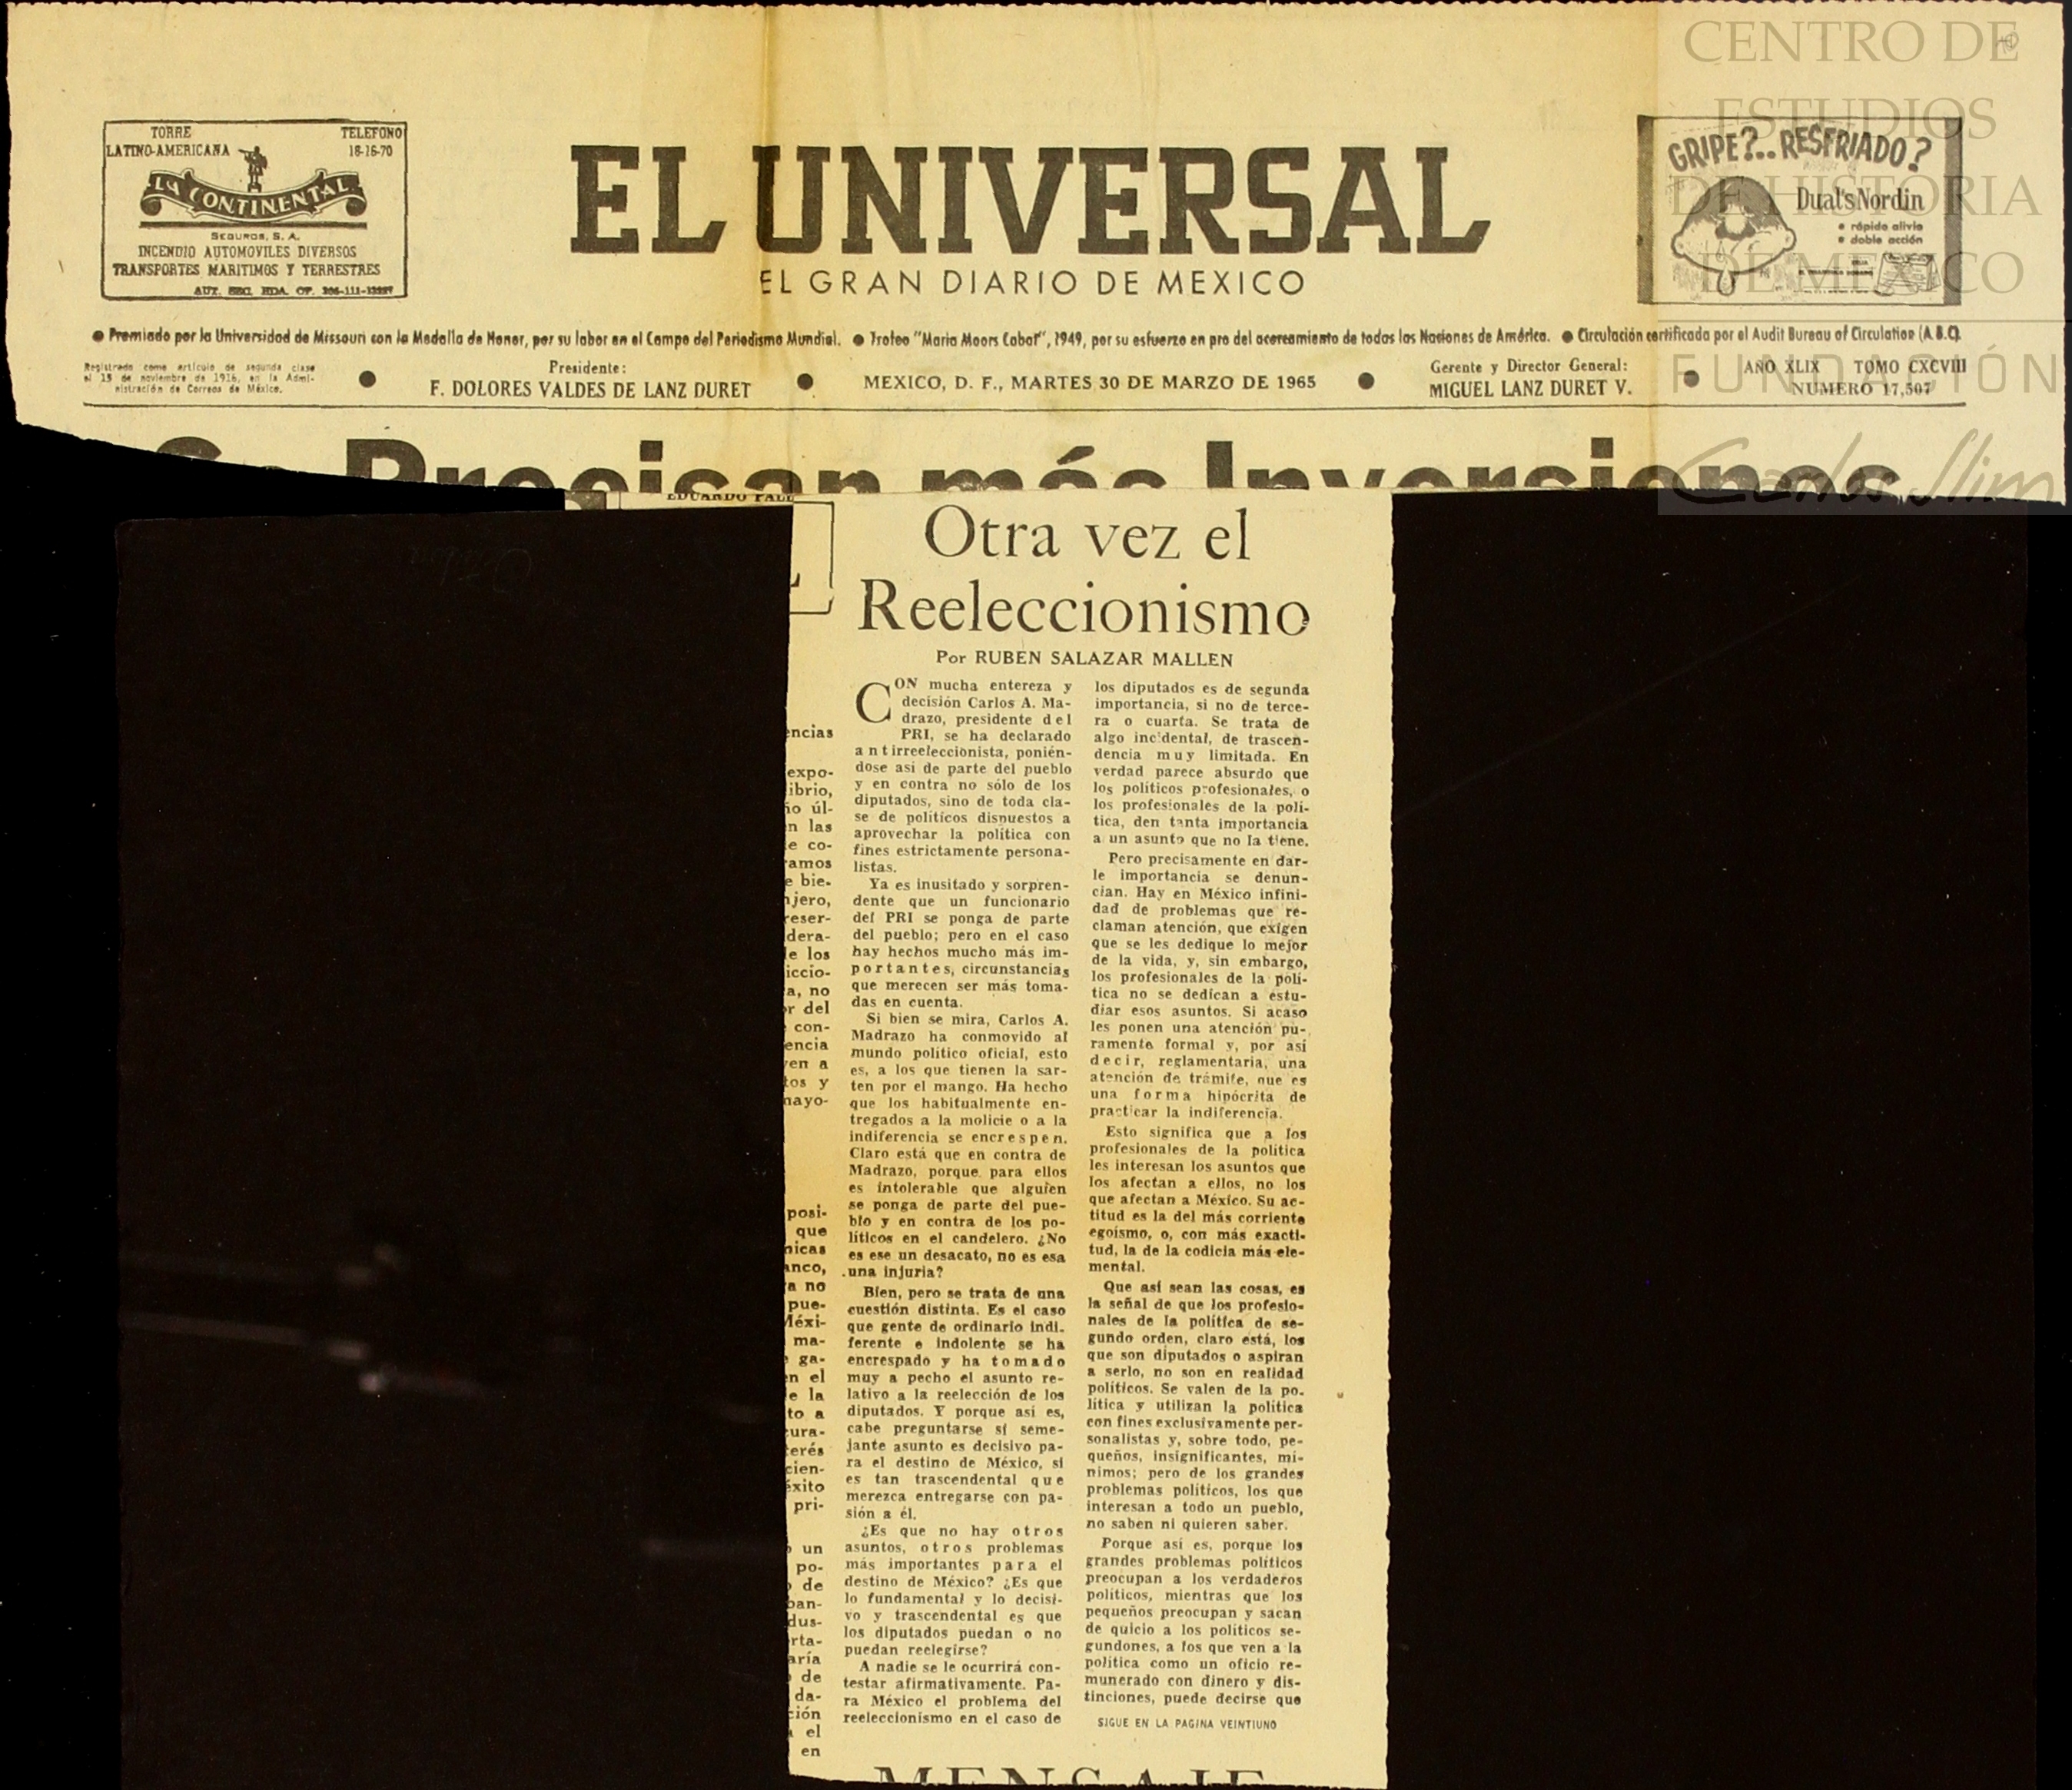 TORRE
LATINO-AMERICANA
TELEFONO
18-16-70
LA CONTINENTAL
SEGUROS, S. A.
INCENDIO AUTOMOVILES DIVERSOS
TRANSPORTES MARITIMOS Y TERRESTRES
EL UNIVERSAL
EL GRAN DIARIO DE MEXICO
GRIPE?.. RESFRIADO?
Dual's Nordin
• rápido alivio
• doble acción
CENTRO DE
ESTUDIOS
DE HISTORIA
DE MEXICO
FUNDACIÓN
Carlos Slim
● Premiado por la Universidad de Missouri con la Medalla de Honor, por su labor en el Campo del Periodismo Mundial. ● Trofeo "Maria Moors Cabot", 1949, por su esfuerzo en pro del acercamiento de todas las Naciones de América. ● Circulación certificada por el Audit Bureau of Circulation (A.B.C).
Registrado como artículo de segunda clase
el 15 de noviembre de 1916, en la Admi-
nistración de Correos de México.
Presidente:
F. DOLORES VALDES DE LANZ DURET
MEXICO, D. F., MARTES 30 DE MARZO DE 1965
Gerente y Director General:
MIGUEL LANZ DURET V.
AÑO XLIX TOMO CXCVIII
NUMERO 17,507
Se Precisan más Inversiones
Otra vez el
Reeleccionismo
Por RUBEN SALAZAR MALLEN
CON mucha entereza y
decisión Carlos A. Ma-
drazo, presidente del
PRI, se ha declarado
antirreeleccionista, ponién-
dose asi de parte del pueblo
y en contra no sólo de los
diputados, sino de toda cla-
se de políticos dispuestos a
aprovechar la política con
fines estrictamente persona-
listas.
Ya es inusitado y sorpren-
dente que un funcionario
del PRI se ponga de parte
del pueblo; pero en el caso
hay hechos mucho más im-
portantes, circunstancias
que merecen ser más toma-
das en cuenta.
Si bien se mira, Carlos A.
Madrazo ha conmovido al
mundo político oficial, esto
es, a los que tienen la sar-
ten por el mango. Ha hecho
que los habitualmente en-
tregados a la molicie o a la
indiferencia se encrespen.
Claro está que en contra de
Madrazo, porque para ellos
es intolerable que alguien
se ponga de parte del pue-
blo y en contra de los po-
líticos en el candelero. ¿No
es ese un desacato, no es esa
una injuria?
Bien, pero se trata de una
cuestión distinta. Es el caso
que gente de ordinario indi-
ferente e indolente se ha
encrespado y ha tomado
muy a pecho el asunto re-
lativo a la reelección de los
diputados. Y porque así es,
cabe preguntarse si seme-
jante asunto es decisivo pa-
ra el destino de México, si
es tan trascendental que
merezca entregarse con pa-
sión a él.
¿Es que no hay otros
asuntos, otros problemas
más importantes para el
destino de México? ¿Es que
lo fundamental y lo decisi-
vo y trascendental es que
los diputados puedan o no
puedan reelegirse?
A nadie se le ocurrirá con-
testar afirmativamente. Pa-
ra México el problema del
reeleccionismo en el caso de
los diputados es de segunda
importancia, si no de terce-
ra o cuarta. Se trata de
algo incidental, de trascen-
dencia muy limitada. En
verdad parece absurdo que
los políticos profesionales, o
los profesionales de la polí-
tica, den tanta importancia
a un asunto que no la tiene.
Pero precisamente en dar-
le importancia se denun-
cian. Hay en México infini-
dad de problemas que re-
claman atención, que exigen
que se les dedique lo mejor
de la vida, y, sin embargo,
los profesionales de la polí-
tica no se dedican a estu-
diar esos asuntos. Si acaso
les ponen una atención pu-
ramente formal y, por así
decir, reglamentaria, una
atención de trámite, que es
una forma hipócrita de
practicar la indiferencia.
Esto significa que a los
profesionales de la política
les interesan los asuntos que
los afectan a ellos, no los
que afectan a México. Su ac-
titud es la del más corriente
egoísmo, o, con más exacti-
tud, la de la codicia más ele-
mental.
Que así sean las cosas, es
la señal de que los profesio-
nales de la política de se-
gundo orden, claro está, los
que son diputados o aspiran
a serlo, no son en realidad
políticos. Se valen de la po-
lítica y utilizan la política
con fines exclusivamente per-
sonalistas y, sobre todo, pe-
queños, insignificantes, mí-
nimos; pero de los grandes
problemas políticos, los que
interesan a todo un pueblo,
no saben ni quieren saber.
Porque así es, porque los
grandes problemas políticos
preocupan a los verdaderos
políticos, mientras que los
pequeños preocupan y sacan
de quicio a los políticos se-
gundones, a los que ven a la
política como un oficio re-
munerado con dinero y dis-
tinciones, puede decirse que
SIGUE EN LA PAGINA VEINTIUNO
MENSAJE